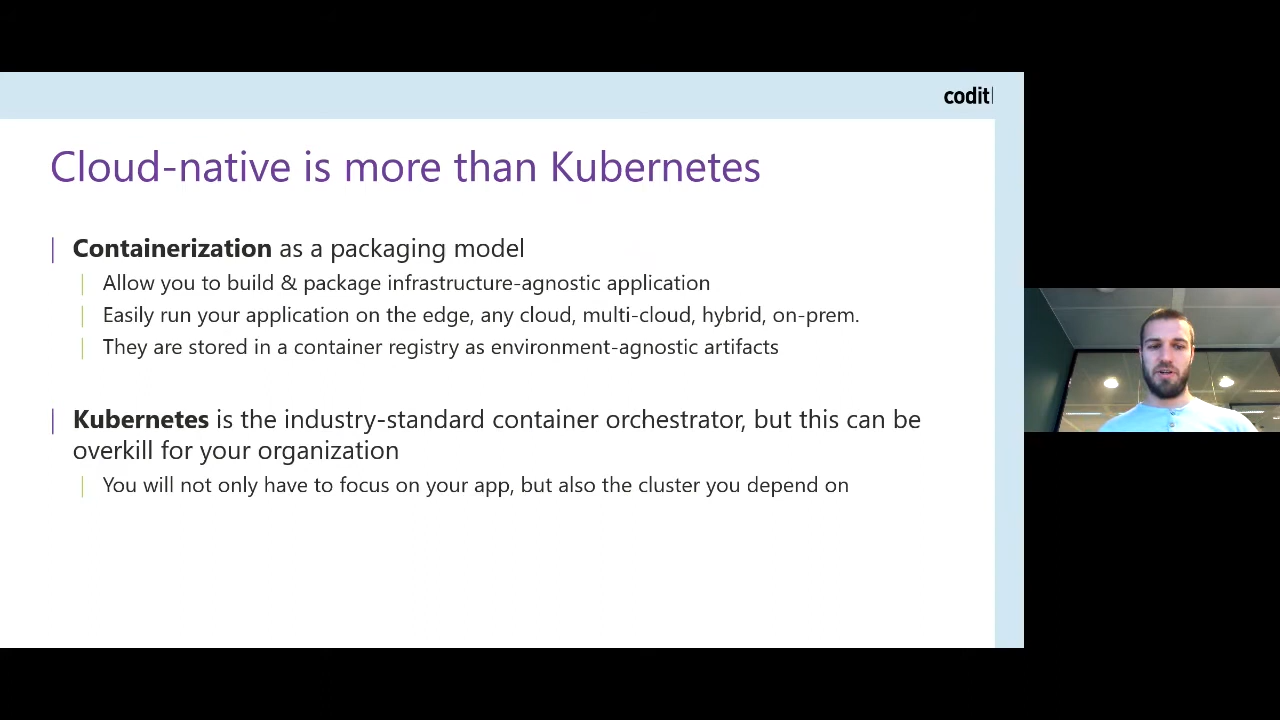 codit
Cloud-native is more than Kubernetes
Containerization as a packaging model
Allow you to build & package infrastructure-agnostic application
Easily run your application on the edge, any cloud, multi-cloud, hybrid, on-prem.
They are stored in a container registry as environment-agnostic artifacts
Kubernetes is the industry-standard container orchestrator, but this can be
overkill for your organization
You will not only have to focus on your app, but also the cluster you depend on